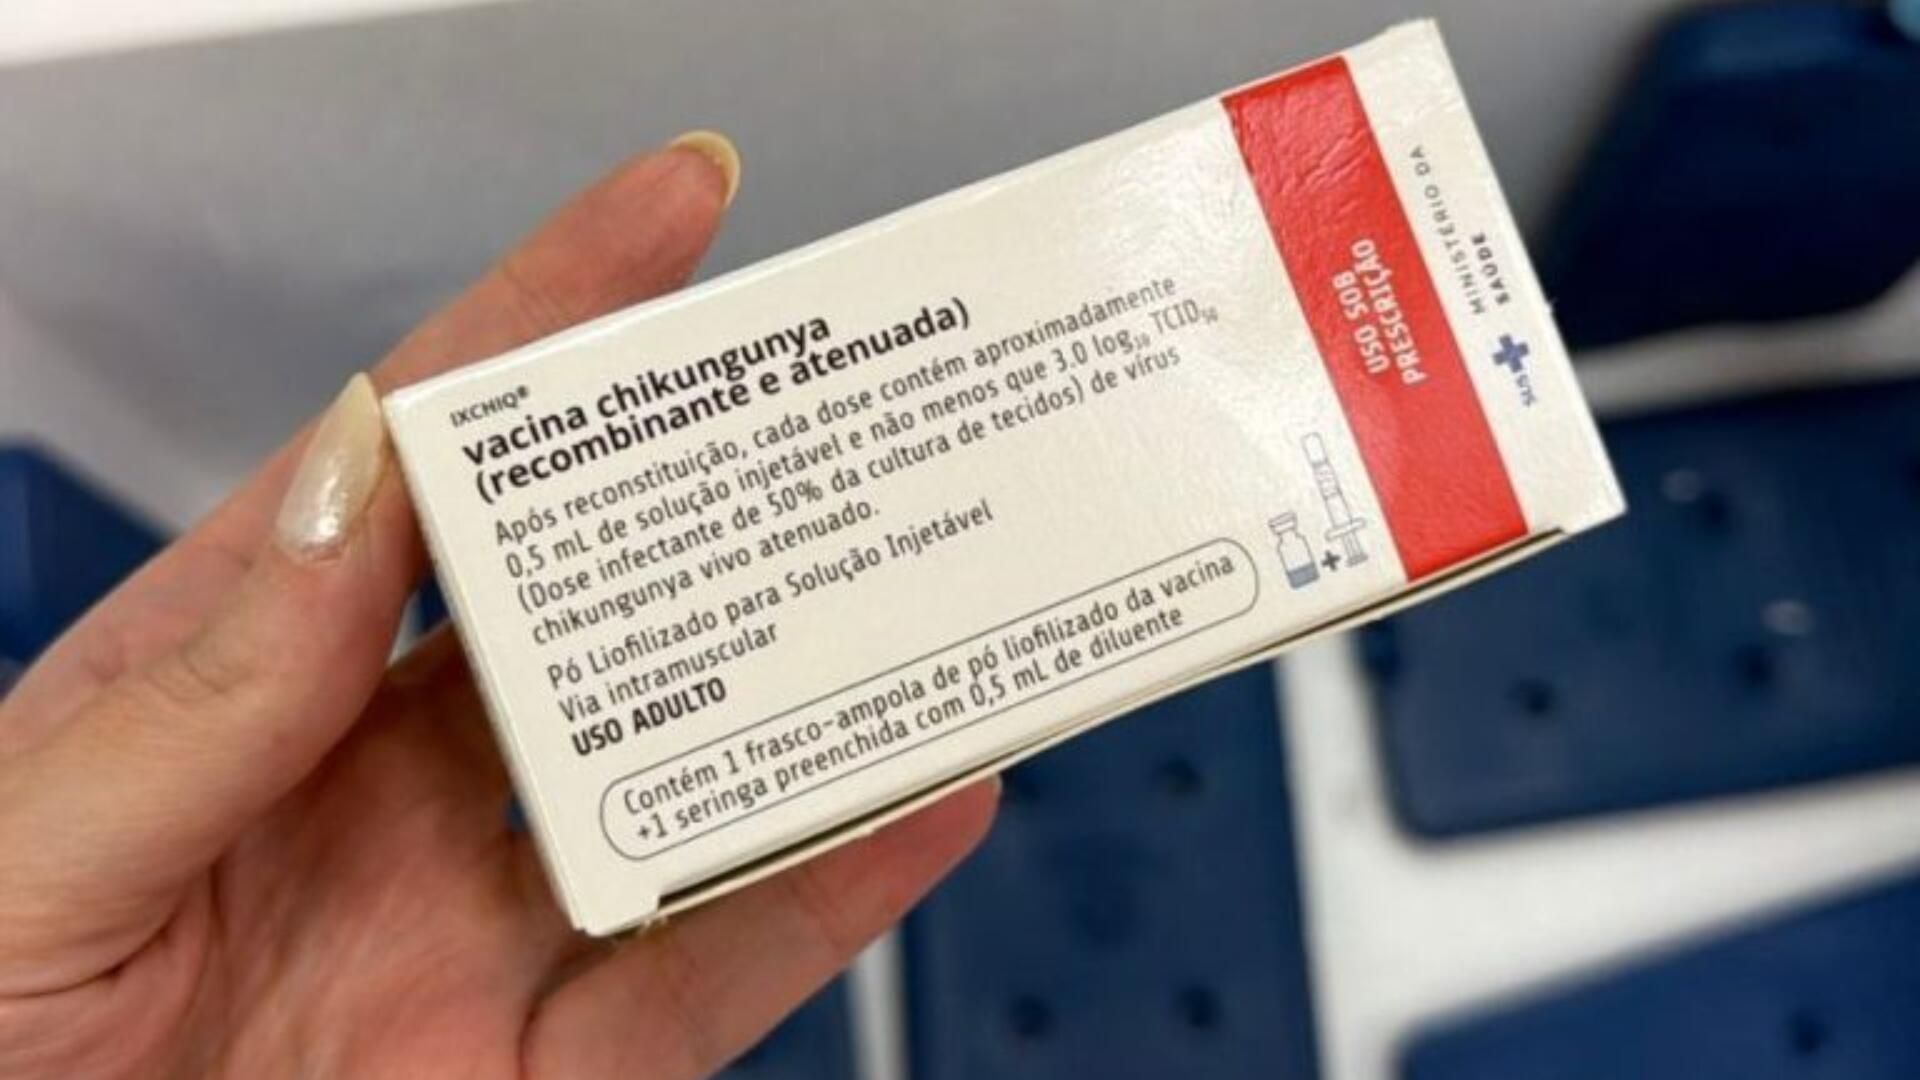 IXCHIQ®
vacina chikungunya
(recombinante e atenuada)
Após reconstituição, cada dose contém aproximadamente
0,5 mL de solução injetável e não menos que 3.0 log₁₀ TCID₅₀
(Dose infectante de 50% da cultura de tecidos) de vírus
chikungunya vivo atenuado.
Pó Liofilizado para Solução Injetável
Via intramuscular
USO ADULTO
Contém 1 frasco-ampola de pó liofilizado da vacina
+1 seringa preenchida com 0,5 mL de diluente
USO SOB
PRESCRIÇÃO
MINISTÉRIO DA
SAÚDE
SUS